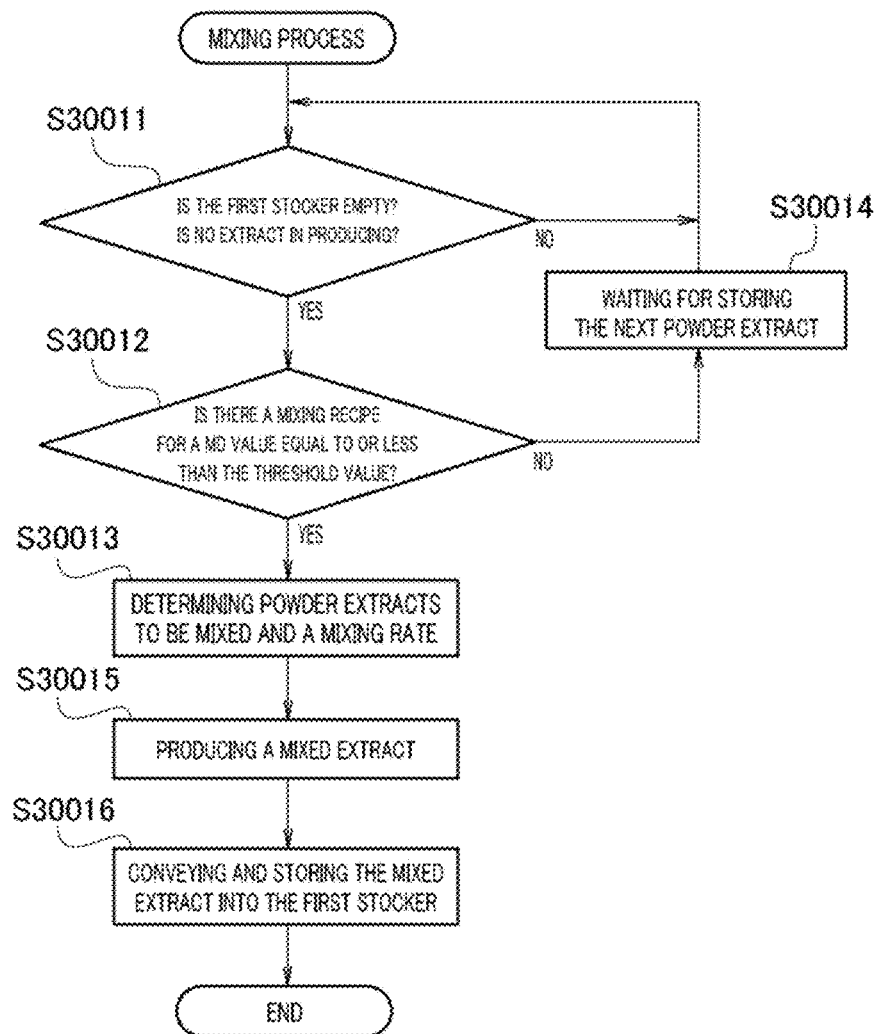 MIXING PROCESS
S30011
IS THE FIRST STOCKER EMPTY?
IS NO EXTRACT IN PRODUCING?
NO
S30014
WAITING FOR STORING
THE NEXT POWDER EXTRACT
YES
S30012
IS THERE A MIXING RECIPE
FOR A MD VALUE EQUAL TO OR LESS
THAN THE THRESHOLD VALUE?
NO
YES
S30013
DETERMINING POWDER EXTRACTS
TO BE MIXED AND A MIXING RATE
S30015
PRODUCING A MIXED EXTRACT
S30016
CONVEYING AND STORING THE MIXED
EXTRACT INTO THE FIRST STOCKER
END